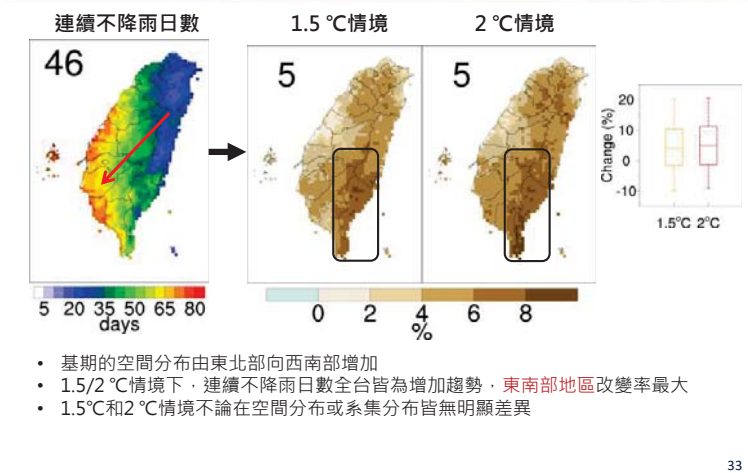 連續不降雨日數
1.5 ℃情境
2 ℃情境
46
5
5
5 20 35 50 65 80
days
0 2 4 6 8
%
Change (%)
20
10
0
-10
1.5°C 2°C
• 基期的空間分布由東北部向西南部增加
• 1.5/2 ℃情境下，連續不降雨日數全台皆為增加趨勢，東南部地區改變率最大
• 1.5℃和2 ℃情境不論在空間分布或系集分布皆無明顯差異
33